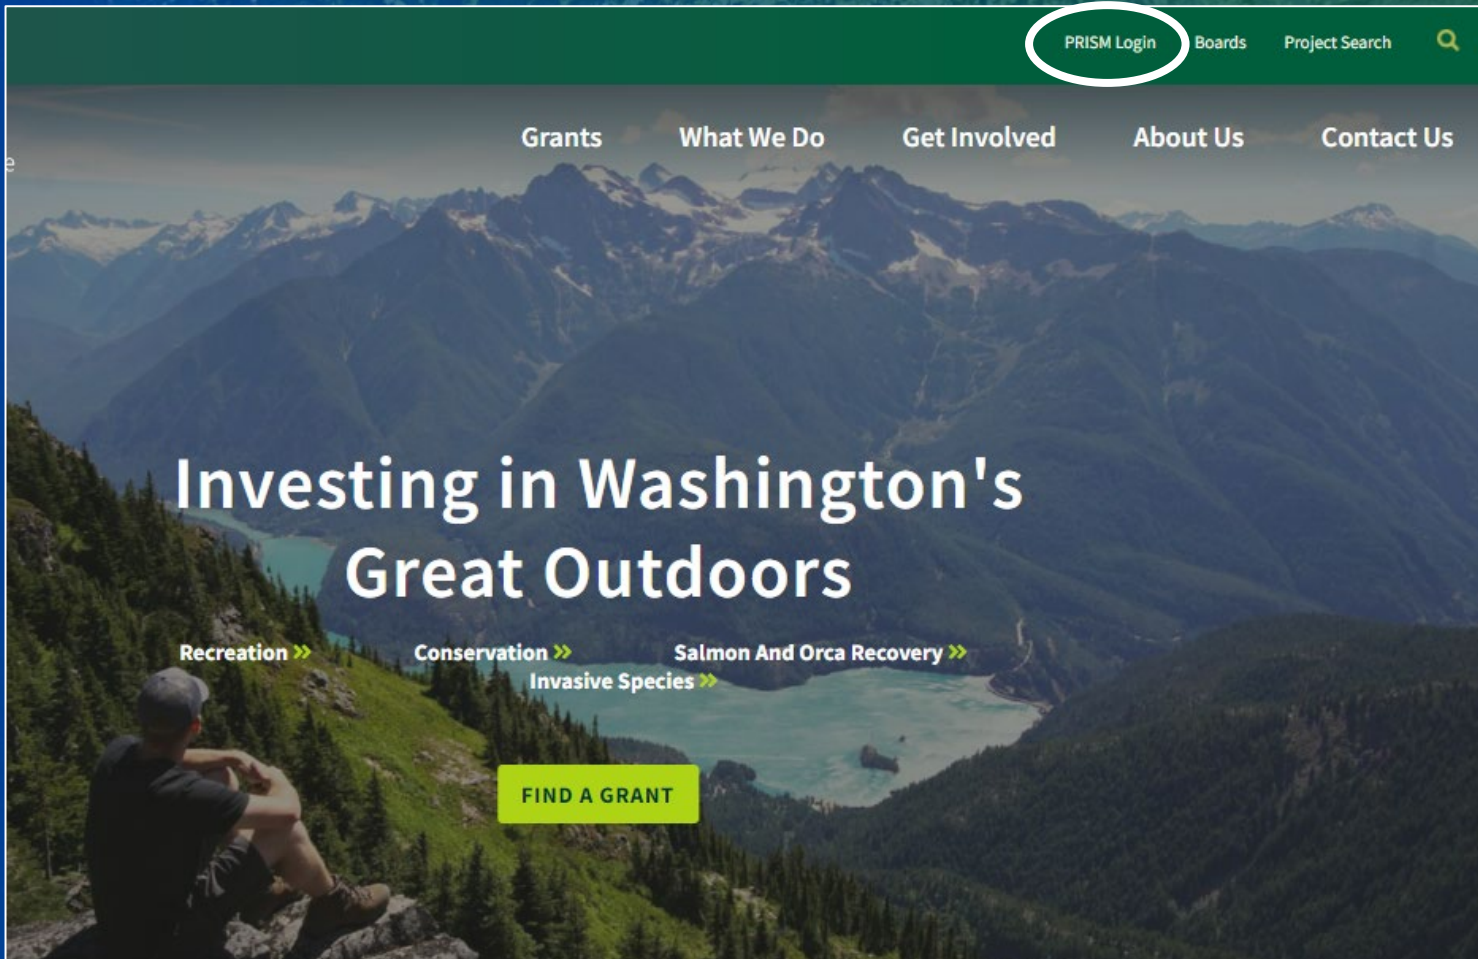 PRISM Login Boards Project Search
Grants What We Do Get Involved About Us Contact Us
e
Investing in Washington's
Great Outdoors
Recreation » Conservation » Salmon And Orca Recovery »
Invasive Species »
FIND A GRANT